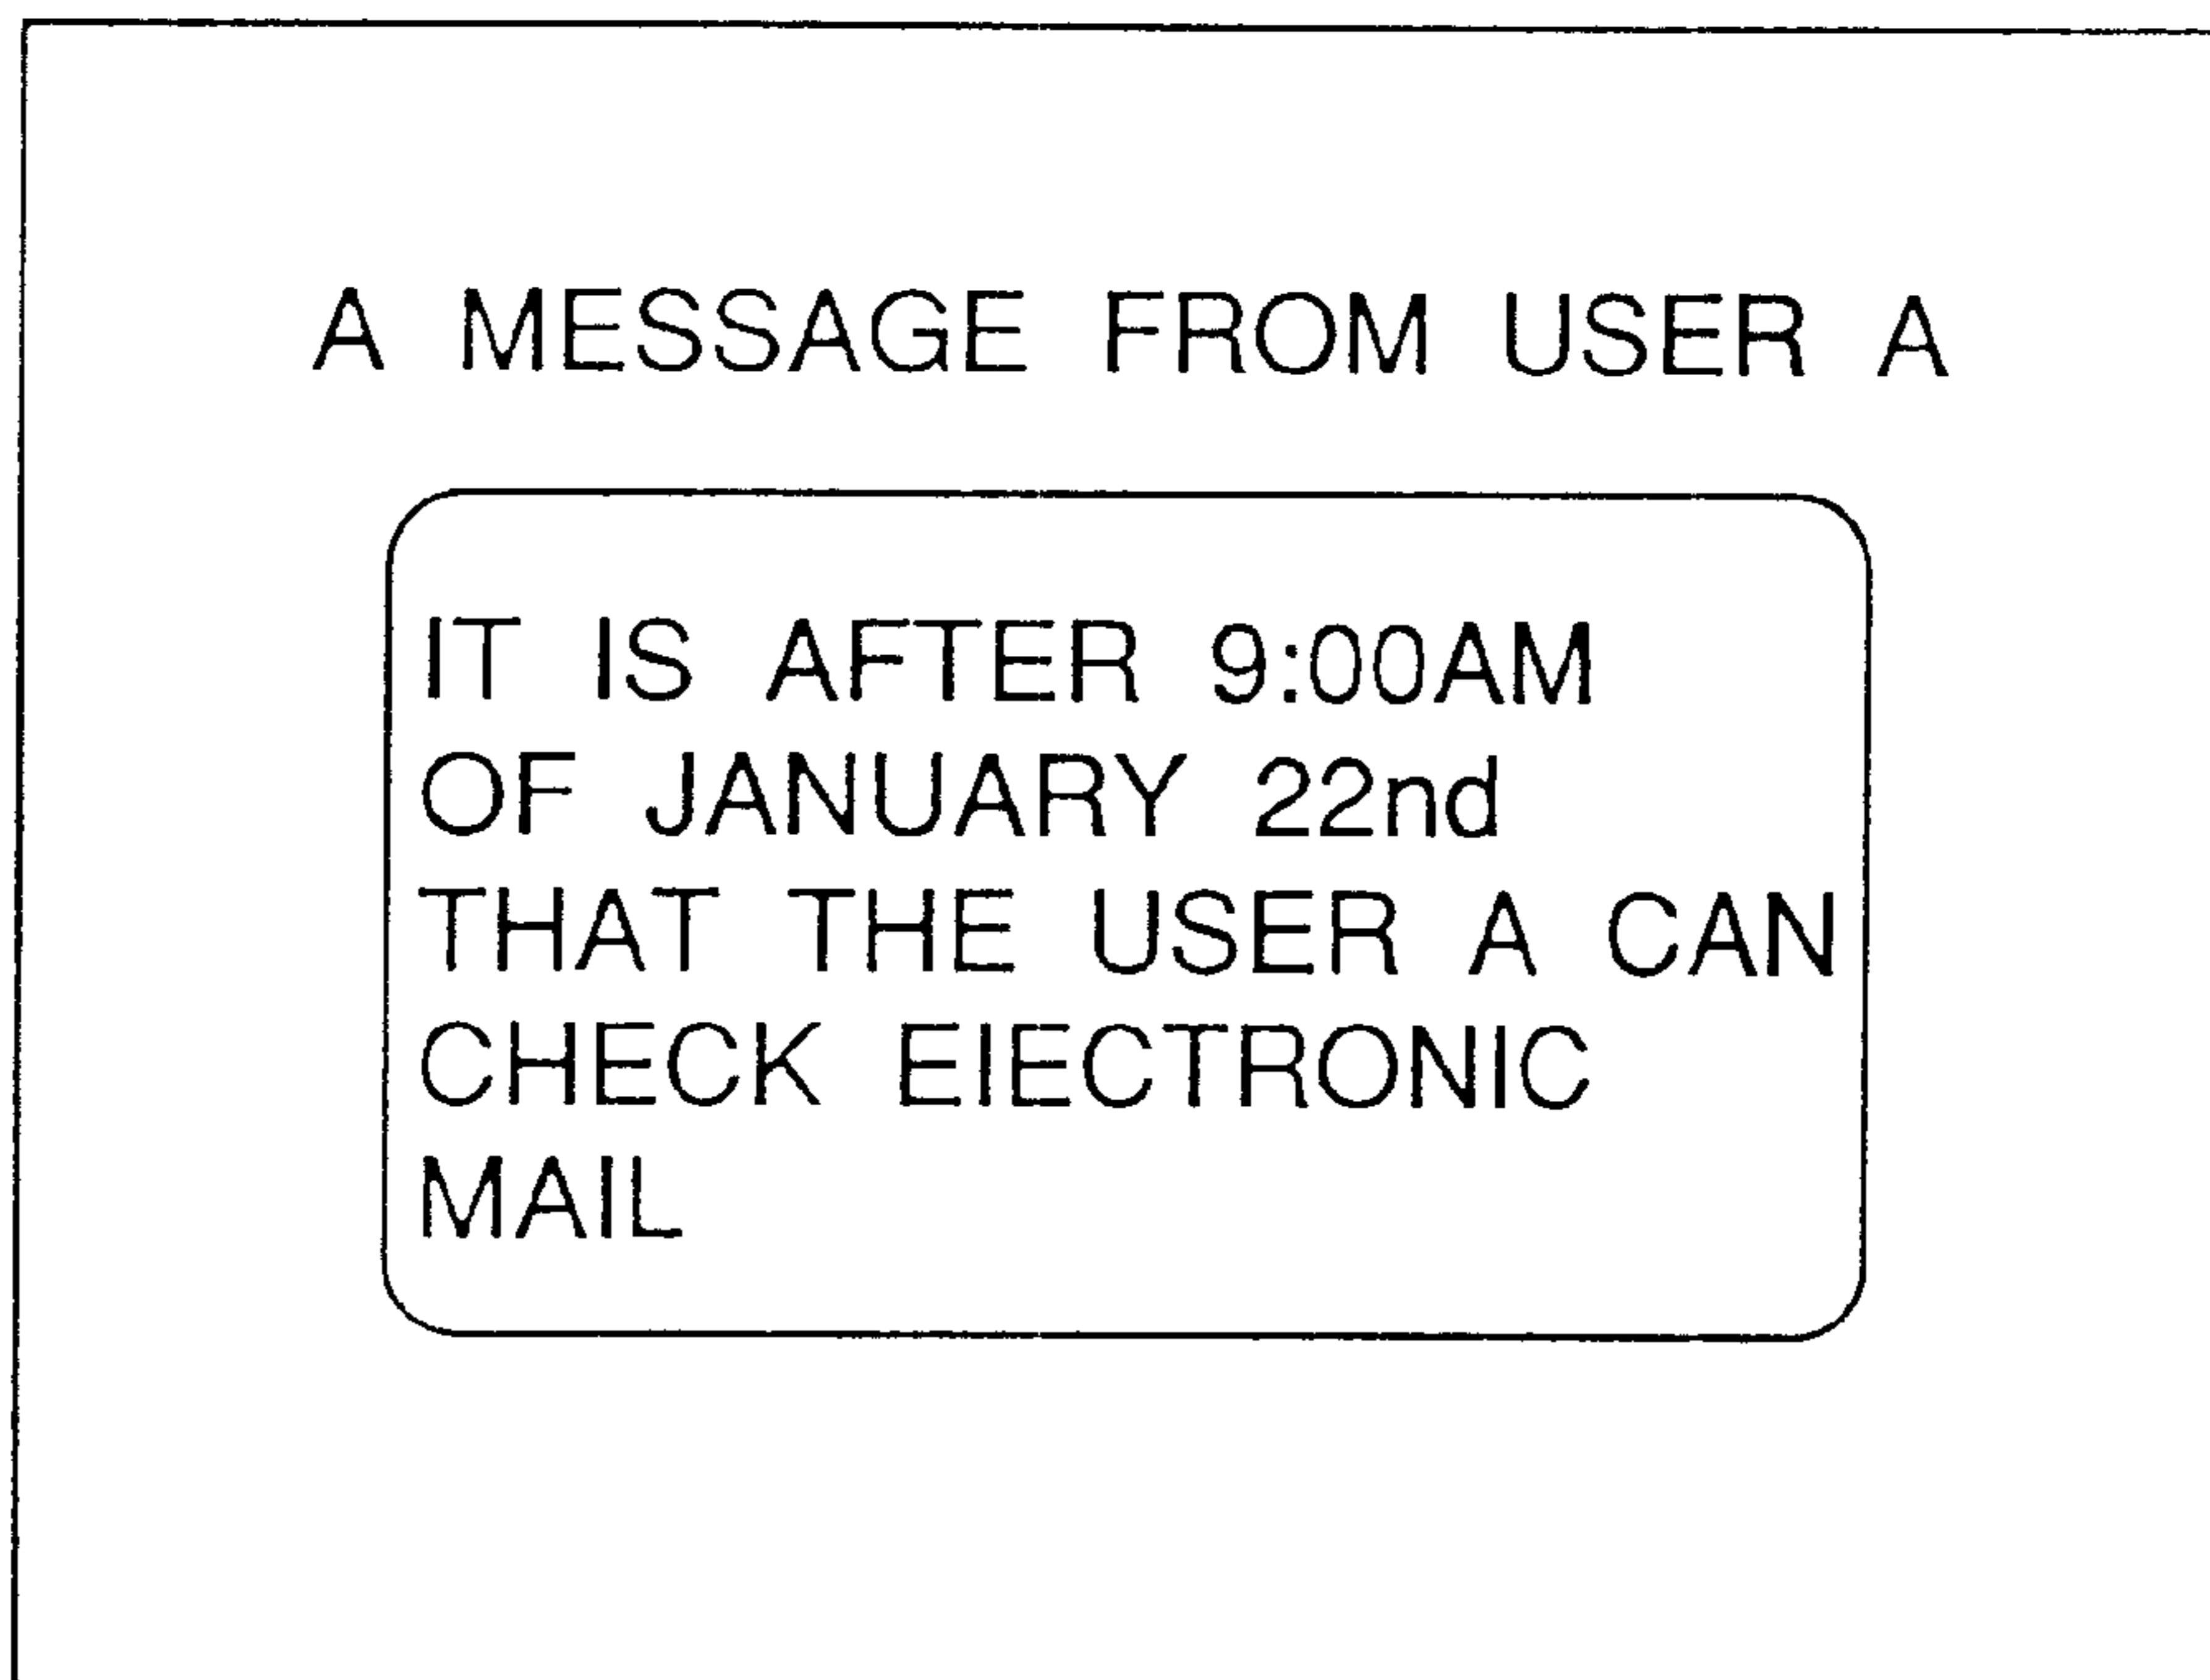 A MESSAGE FROM USER A
IT IS AFTER 9:00AM
OF JANUARY 22nd
THAT THE USER A CAN
CHECK EIECTRONIC
MAIL